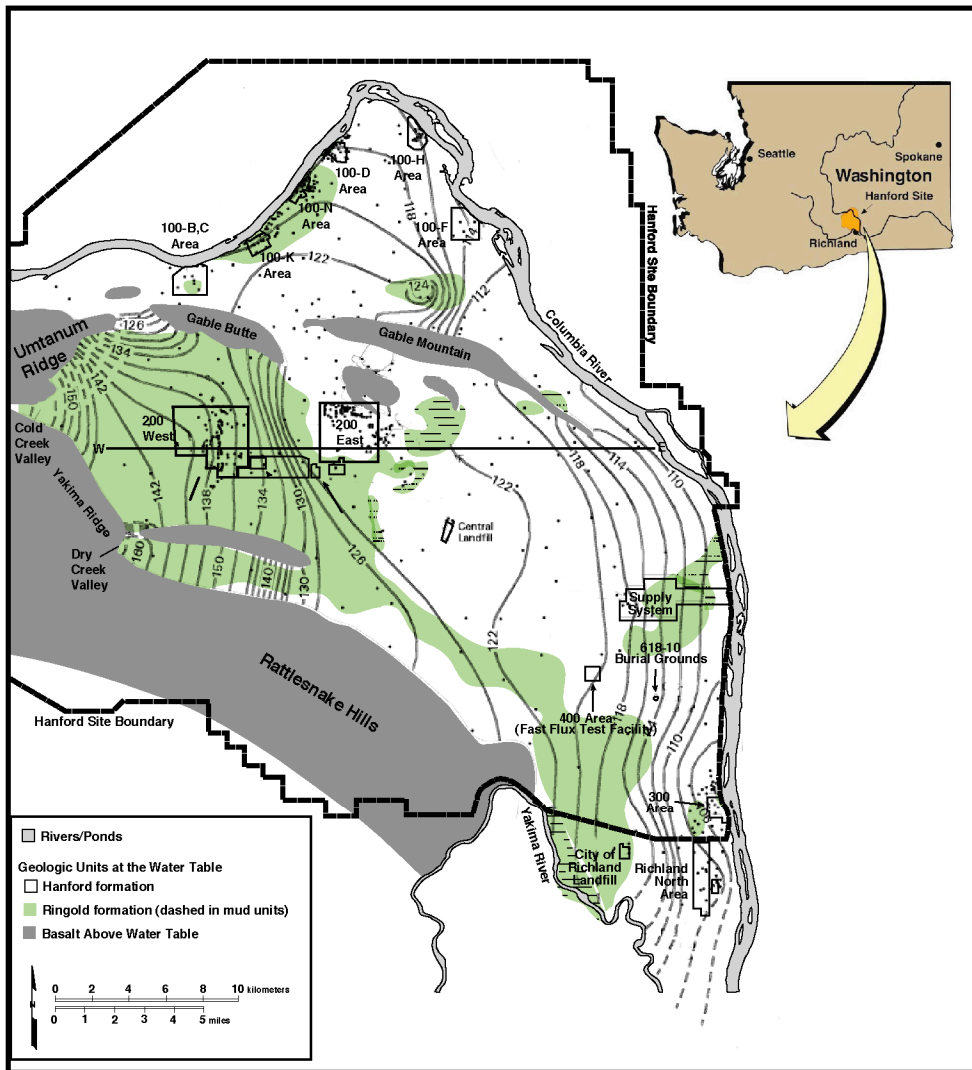 Seattle
Spokane
Washington
Hanford Site
Richland
100-H
Area
100-D
Area
118
100-N
Area
100-F
Area
114
100-B,C
Area
100-K
Area
122
124
112
Hanford Site Boundary
Columbia River
126
Gable Butte
Gable Mountain
Umtanum
Ridge
134
142
150
Cold
Creek
Valley
200
West
200
East
W
E
118
114
110
Yakima Ridge
142
138
134
130
122
Central
Landfill
126
Dry
Creek
Valley
160
150
140
130
122
Supply
System
618-10
Burial Grounds
Rattlesnake Hills
Hanford Site Boundary
400 Area
(Fast Flux Test Facility)
118
114
110
300
Area
Yakima River
City of
Richland
Landfill
Richland
North
Area
Rivers/Ponds
Geologic Units at the Water Table
Hanford formation
Ringold formation (dashed in mud units)
Basalt Above Water Table
N
0 2 4 6 8 10 kilometers
0 1 2 3 4 5 miles